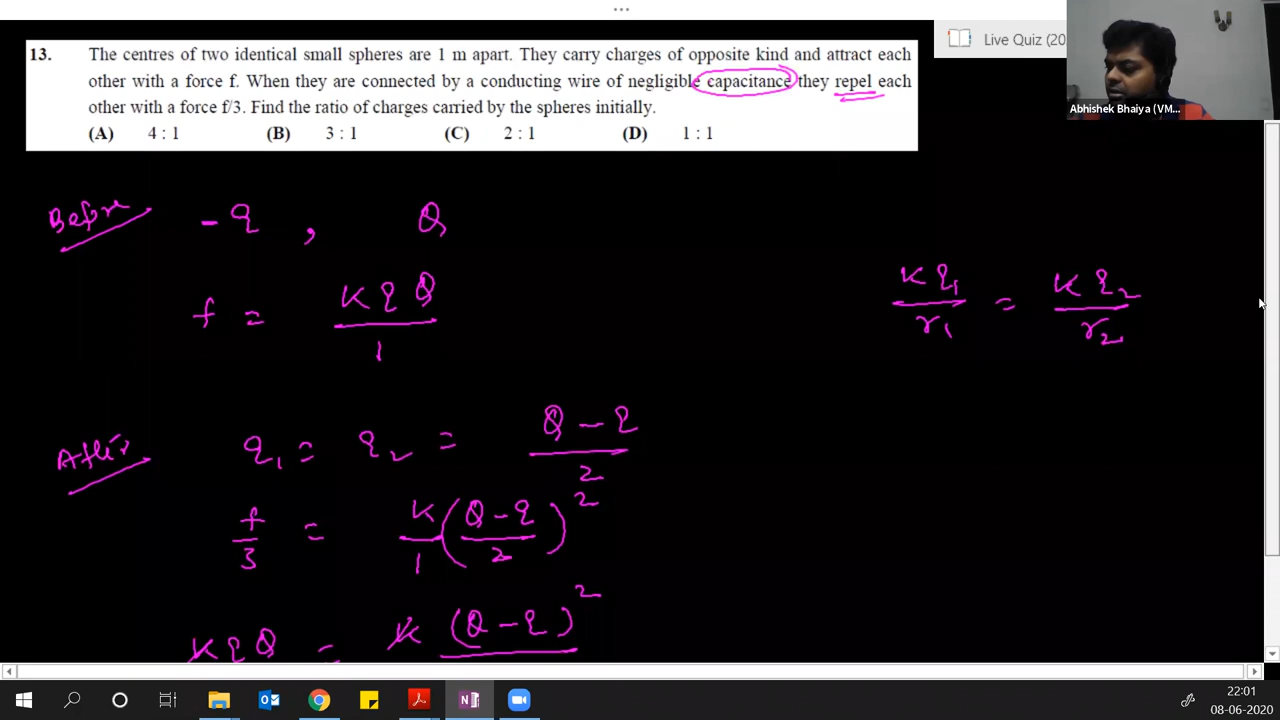 ...
13. The centres of two identical small spheres are 1 m apart. They carry charges of opposite kind and attract each
other with a force f. When they are connected by a conducting wire of negligible capacitance they repel each
other with a force f/3. Find the ratio of charges carried by the spheres initially.
(A) 4 : 1 (B) 3 : 1 (C) 2 : 1 (D) 1 : 1
Live Quiz (20
Abhishek Bhaiya (VM...
Before - q , Q
f = K q Q / 1
K q1 / r1 = K q2 / r2
After q1 = q2 = Q - q / 2
f / 3 = K / 1 ( Q - q / 2 )²
K q Q = K ( Q - q )²
22:01
08-06-2020